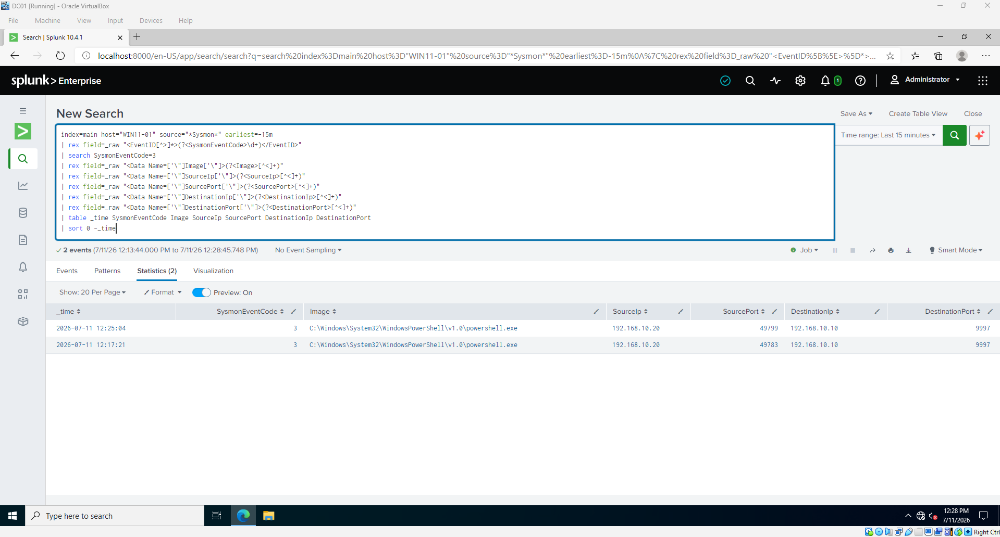 DC01 [Running] - Oracle VirtualBox
File Machine View Input Devices Help
Search | Splunk 10.4.1
localhost:8000/en-US/app/search/search?q=search%20index%3Dmain%20host%3D"WIN11-01"%20source%3D"*Sysmon*"%20earliest%3D-15m%0A%7C%20rex%20field%3D_raw%20"<EventID%5B%5E>%5D*>...
splunk>Enterprise
1
Administrator
New Search
Save As Create Table View Close
index=main host="WIN11-01" source="*Sysmon*" earliest=-15m
| rex field=_raw "<EventID[^>]*>(?<SysmonEventCode>\d+)</EventID>"
| search SysmonEventCode=3
| rex field=_raw "<Data Name=['\"]Image['\"]>(?<Image>[^<]+)"
| rex field=_raw "<Data Name=['\"]SourceIp['\"]>(?<SourceIp>[^<]+)"
| rex field=_raw "<Data Name=['\"]SourcePort['\"]>(?<SourcePort>[^<]+)"
| rex field=_raw "<Data Name=['\"]DestinationIp['\"]>(?<DestinationIp>[^<]+)"
| rex field=_raw "<Data Name=['\"]DestinationPort['\"]>(?<DestinationPort>[^<]+)"
| table _time SysmonEventCode Image SourceIp SourcePort DestinationIp DestinationPort
| sort 0 -_time
Time range: Last 15 minutes
2 events (7/11/26 12:13:44.000 PM to 7/11/26 12:28:45.748 PM) No Event Sampling
Job Smart Mode
Events Patterns Statistics (2) Visualization
Show: 20 Per Page Format Preview: On
_time SysmonEventCode Image SourceIp SourcePort DestinationIp DestinationPort
2026-07-11 12:25:04 3 C:\Windows\System32\WindowsPowerShell\v1.0\powershell.exe 192.168.10.20 49799 192.168.10.10 9997
2026-07-11 12:17:21 3 C:\Windows\System32\WindowsPowerShell\v1.0\powershell.exe 192.168.10.20 49783 192.168.10.10 9997
Type here to search
12:28 PM
7/11/2026
Right Ctrl